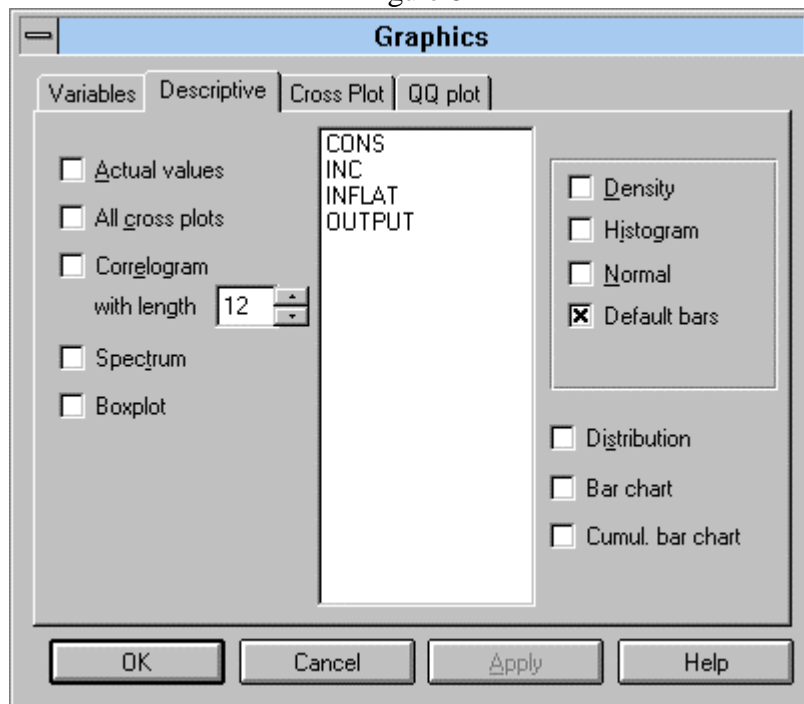 Graphics
Variables
Descriptive
Cross Plot
QQ plot
Actual values
All cross plots
Correlogram
with length 12
Spectrum
Boxplot
CONS
INC
INFLAT
OUTPUT
Density
Histogram
Normal
Default bars
Distribution
Bar chart
Cumul. bar chart
OK
Cancel
Apply
Help